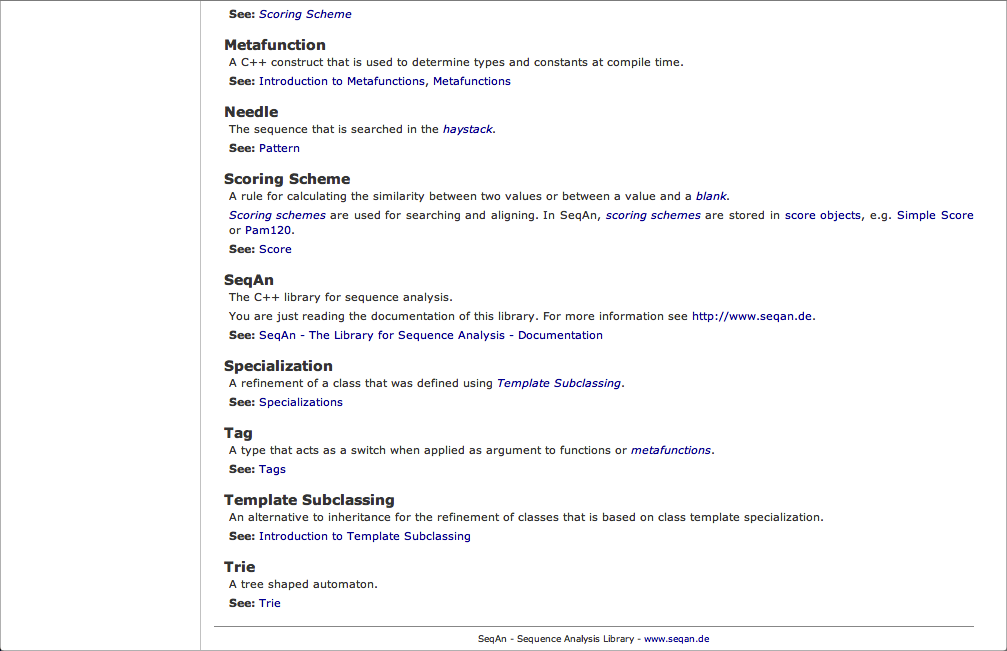 See: Scoring Scheme
Metafunction
A C++ construct that is used to determine types and constants at compile time.
See: Introduction to Metafunctions, Metafunctions
Needle
The sequence that is searched in the haystack.
See: Pattern
Scoring Scheme
A rule for calculating the similarity between two values or between a value and a blank.
Scoring schemes are used for searching and aligning. In SeqAn, scoring schemes are stored in score objects, e.g. Simple Score
or Pam120.
See: Score
SeqAn
The C++ library for sequence analysis.
You are just reading the documentation of this library. For more information see http://www.seqan.de.
See: SeqAn - The Library for Sequence Analysis - Documentation
Specialization
A refinement of a class that was defined using Template Subclassing.
See: Specializations
Tag
A type that acts as a switch when applied as argument to functions or metafunctions.
See: Tags
Template Subclassing
An alternative to inheritance for the refinement of classes that is based on class template specialization.
See: Introduction to Template Subclassing
Trie
A tree shaped automaton.
See: Trie
SeqAn - Sequence Analysis Library - www.seqan.de